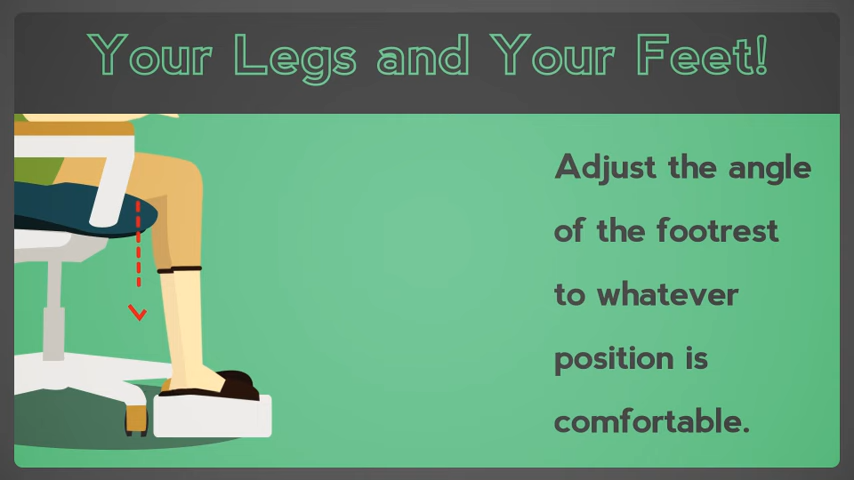 Your Legs and Your Feet!
Adjust the angle
of the footrest
to whatever
position is
comfortable.